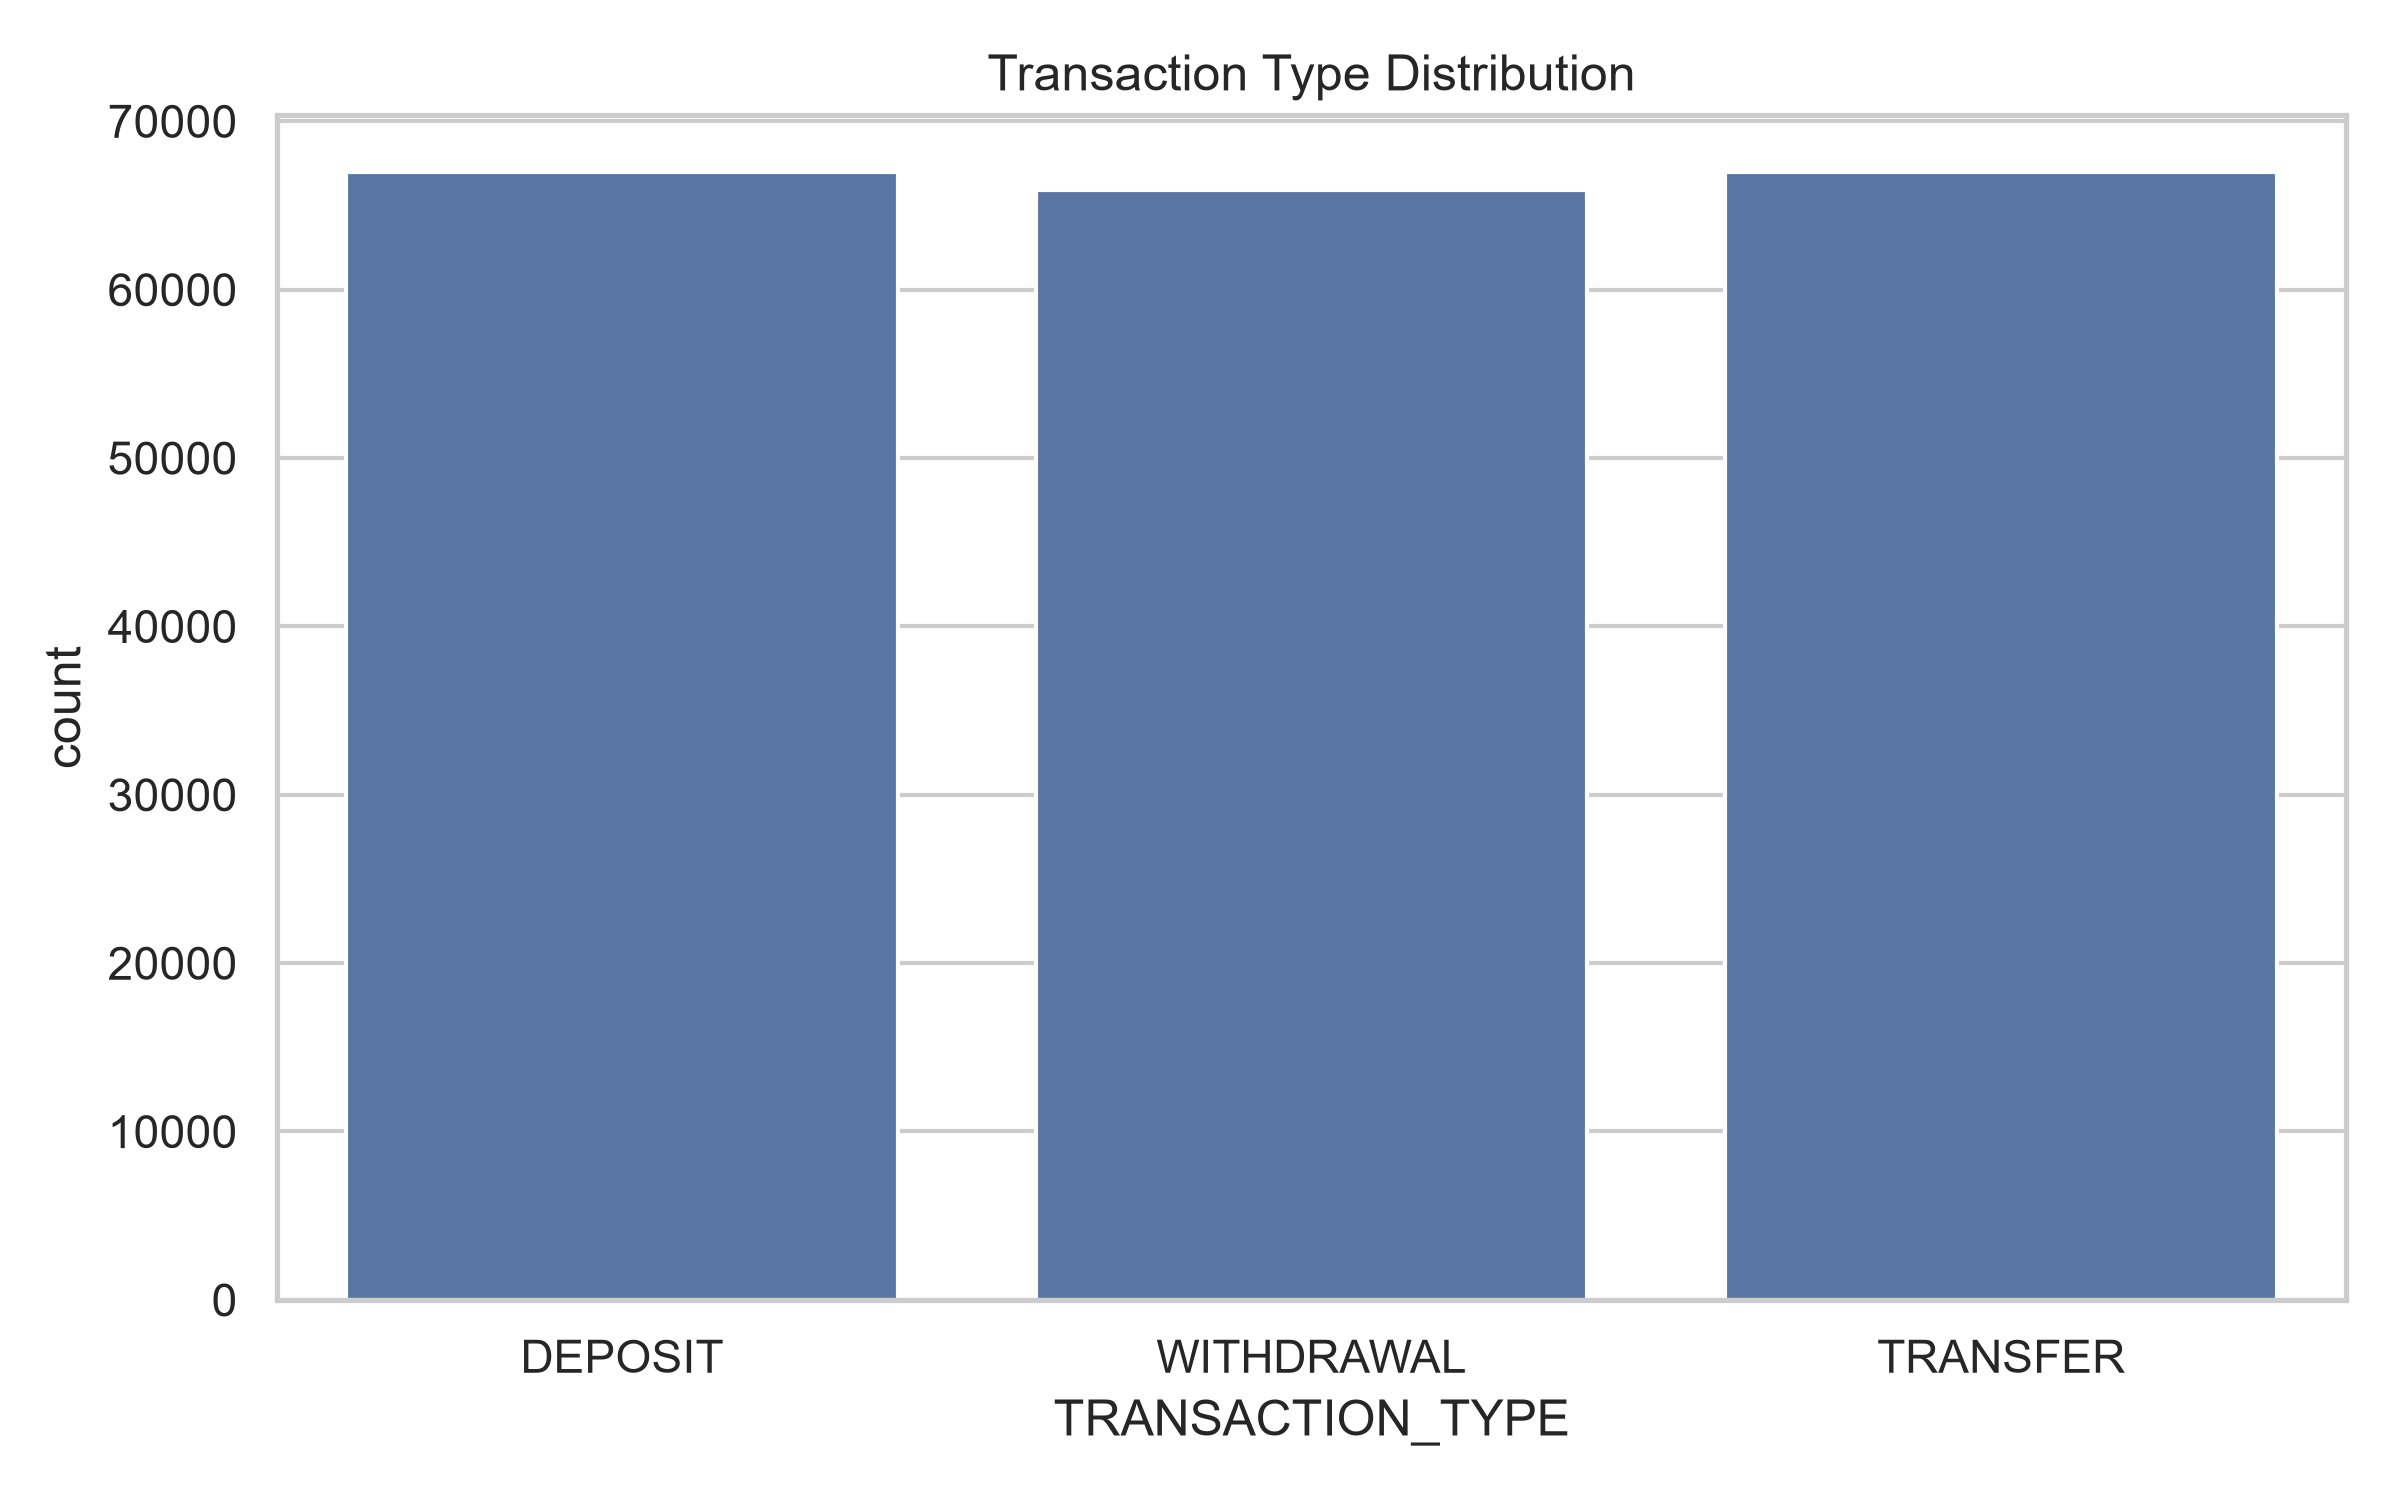 Transaction Type Distribution
70000
60000
50000
40000
30000
20000
10000
0
count
DEPOSIT
WITHDRAWAL
TRANSFER
TRANSACTION_TYPE